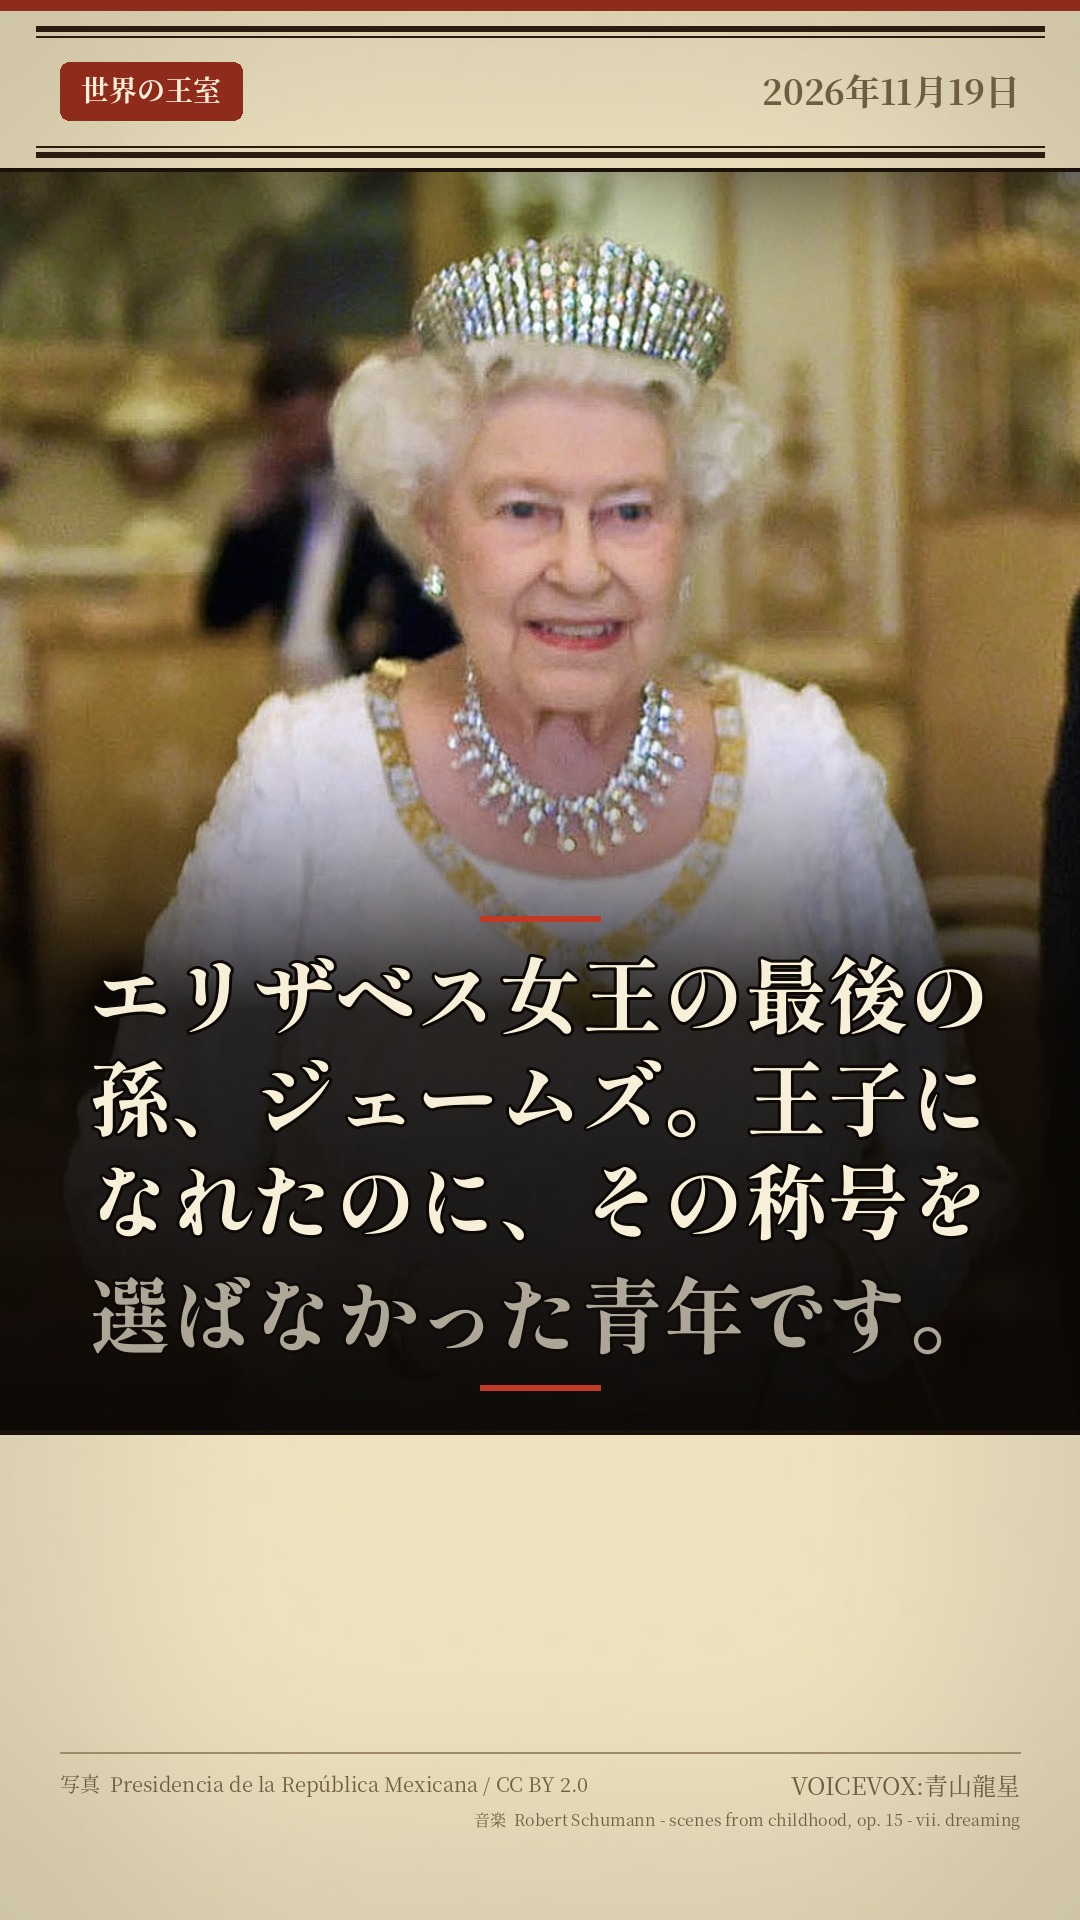 世界の王室
2026年11月19日
エリザベス女王の最後の
孫、ジェームズ。王子に
なれたのに、その称号を
選ばなかった青年です。
写真 Presidencia de la República Mexicana / CC BY 2.0
VOICEVOX:青山龍星
音楽 Robert Schumann - scenes from childhood, op. 15 - vii. dreaming